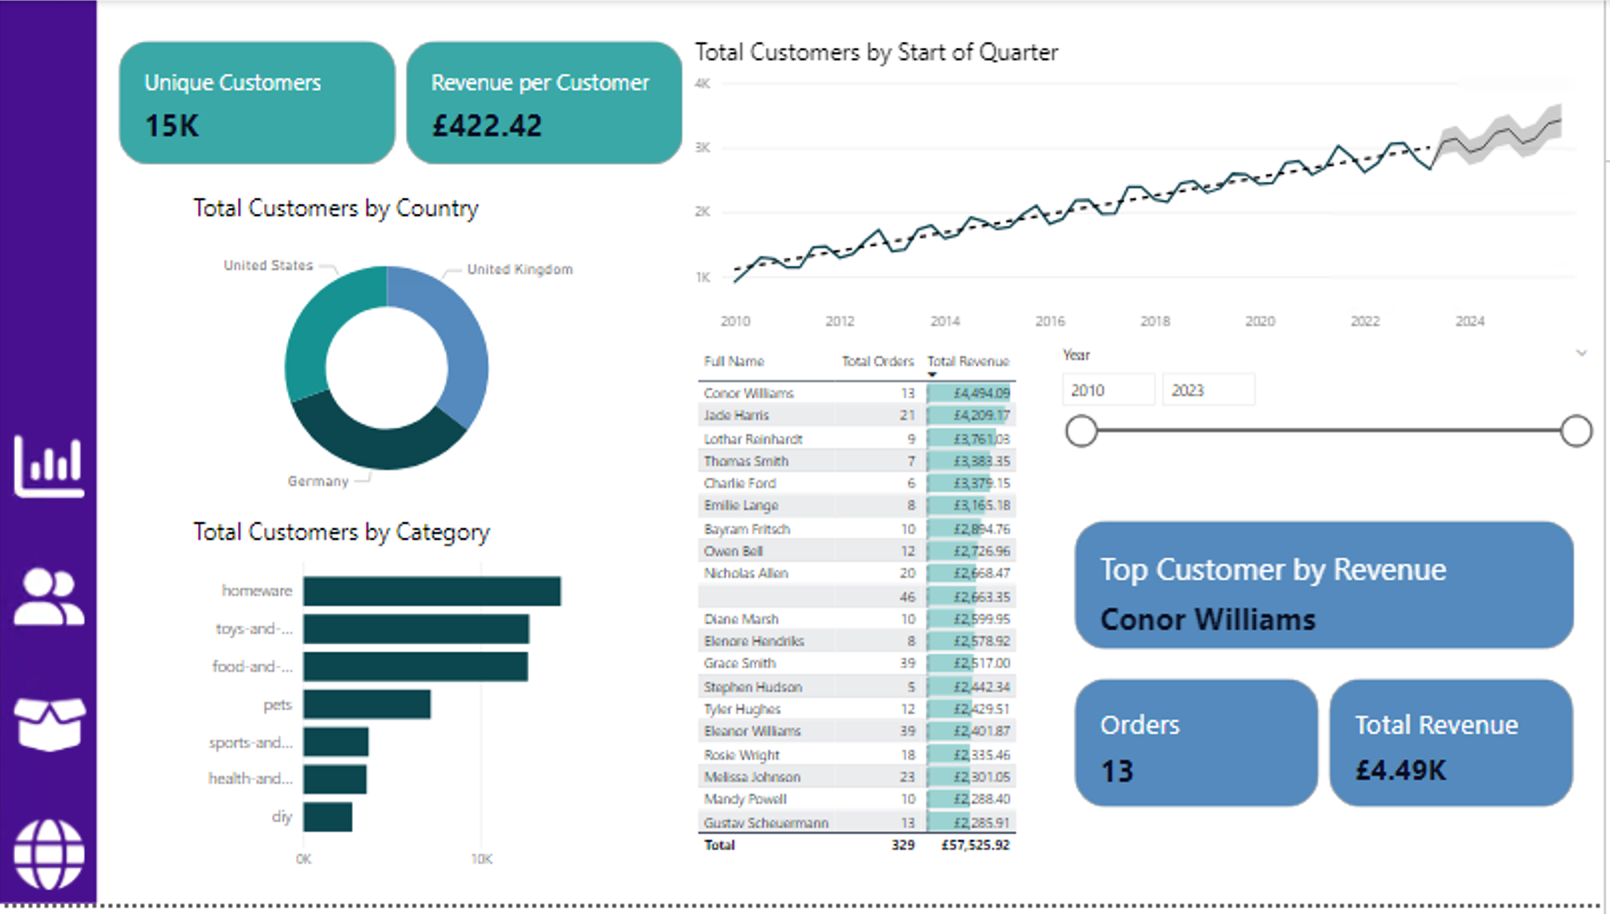 Unique Customers
15K
Revenue per Customer
£422.42
Total Customers by Country
United States
United Kingdom
Germany
Total Customers by Category
homeware
toys-and-...
food-and-...
pets
sports-and...
health-and...
diy
0K 10K
Total Customers by Start of Quarter
4K
3K
2K
1K
2010 2012 2014 2016 2018 2020 2022 2024
Full Name Total Orders Total Revenue
Conor Williams 13 £4,494.09
Jade Harris 21 £4,209.17
Lothar Reinhardt 9 £3,761.03
Thomas Smith 7 £3,383.35
Charlie Ford 6 £3,379.15
Emilie Lange 8 £3,165.18
Bayram Fritsch 10 £2,894.76
Owen Bell 12 £2,726.96
Nicholas Allen 20 £2,668.47
46 £2,663.35
Diane Marsh 10 £2,599.95
Elenore Hendriks 8 £2,578.92
Grace Smith 39 £2,517.00
Stephen Hudson 5 £2,442.34
Tyler Hughes 12 £2,429.51
Eleanor Williams 39 £2,401.87
Rosie Wright 18 £2,335.46
Melissa Johnson 23 £2,301.05
Mandy Powell 10 £2,288.40
Gustav Scheuermann 13 £2,285.91
Total 329 £57,525.92
Year
2010 2023
Top Customer by Revenue
Conor Williams
Orders
13
Total Revenue
£4.49K